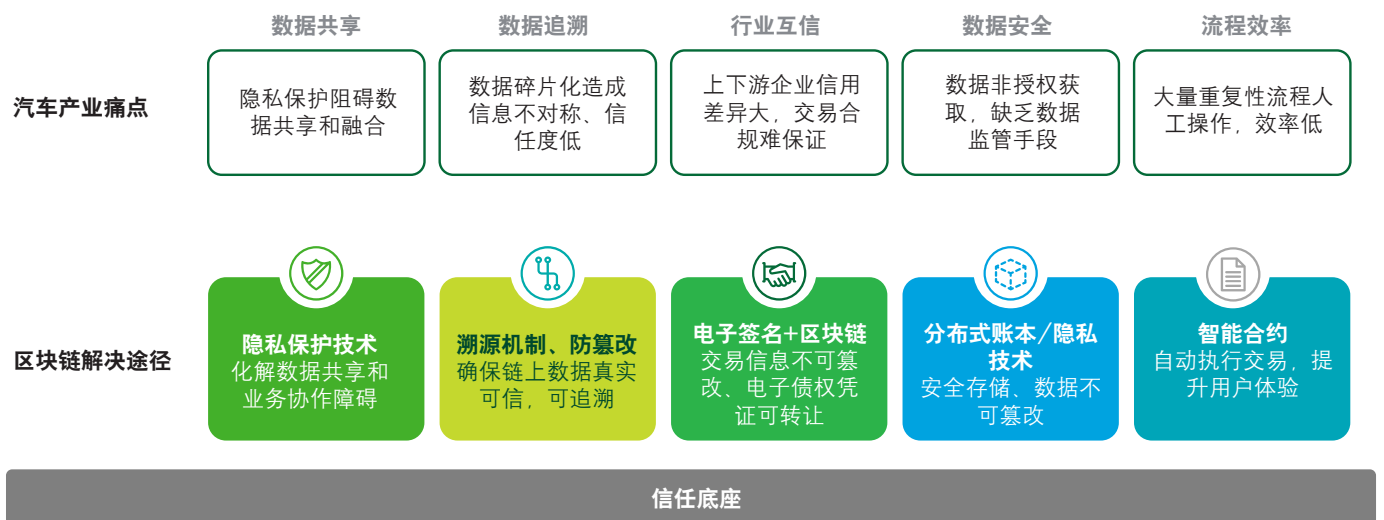 数据共享
数据追溯
行业互信
数据安全
流程效率
汽车产业痛点
隐私保护阻碍数
据共享和融合
数据碎片化造成
信息不对称、信
任度低
上下游企业信用
差异大，交易合
规难保证
数据非授权获
取，缺乏数据
监管手段
大量重复性流程人
工操作，效率低
区块链解决途径
隐私保护技术
化解数据共享和
业务协作障碍
溯源机制、防篡改
确保链上数据真实
可信，可追溯
电子签名+区块链
交易信息不可篡
改、电子债权凭
证可转让
分布式账本/隐私
技术
安全存储、数据不
可篡改
智能合约
自动执行交易，提
升用户体验
信任底座